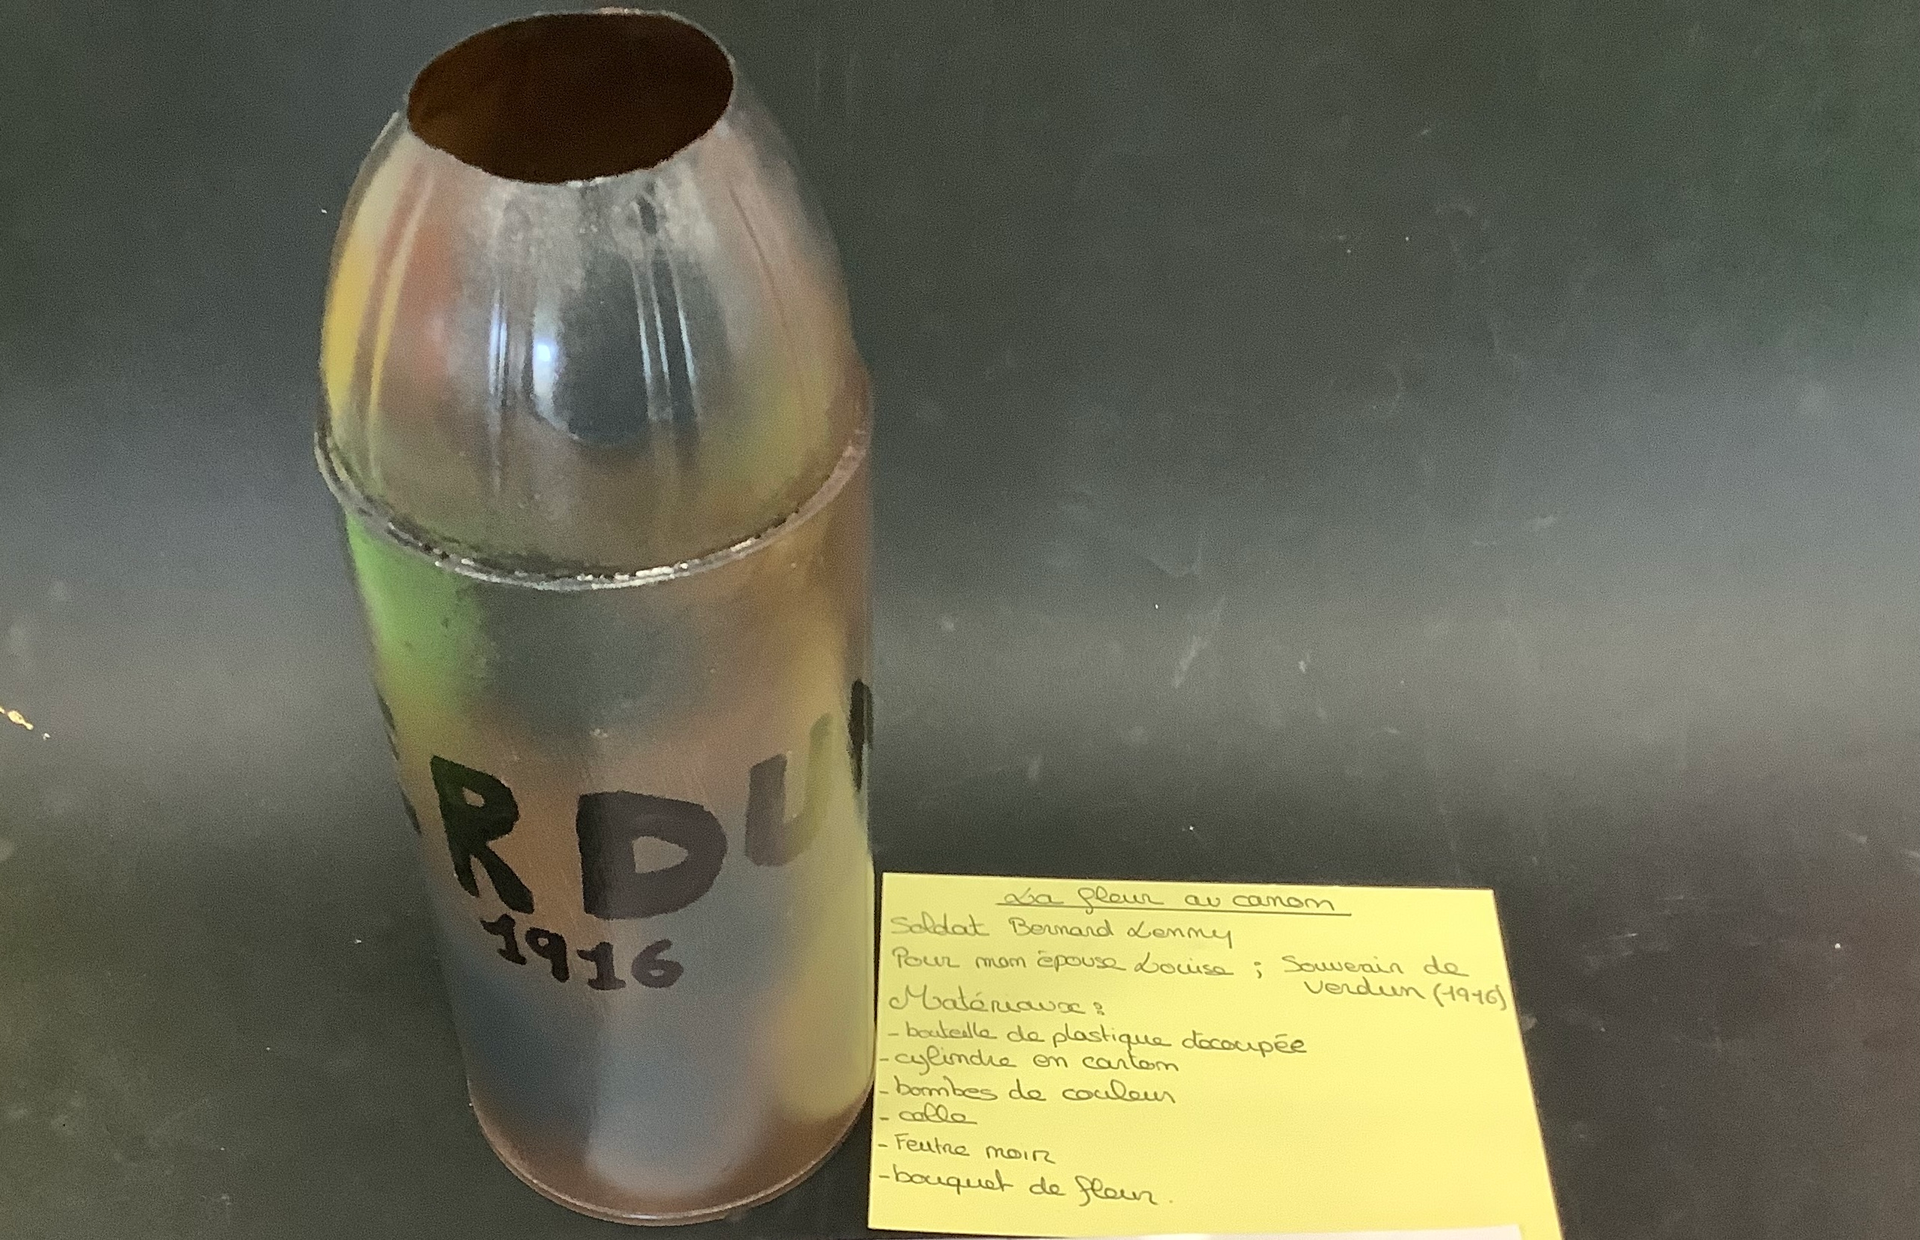 RDU
1916
La fleur au canon
Soldat Bernard Lemmy
Pour mon épouse Louise ; Souvenir de
Verdun (1916)
Matériaux :
- bouteille de plastique découpée
- cylindre en carton
- bombes de couleur
- colle
- Feutre noir
- bouquet de fleur.